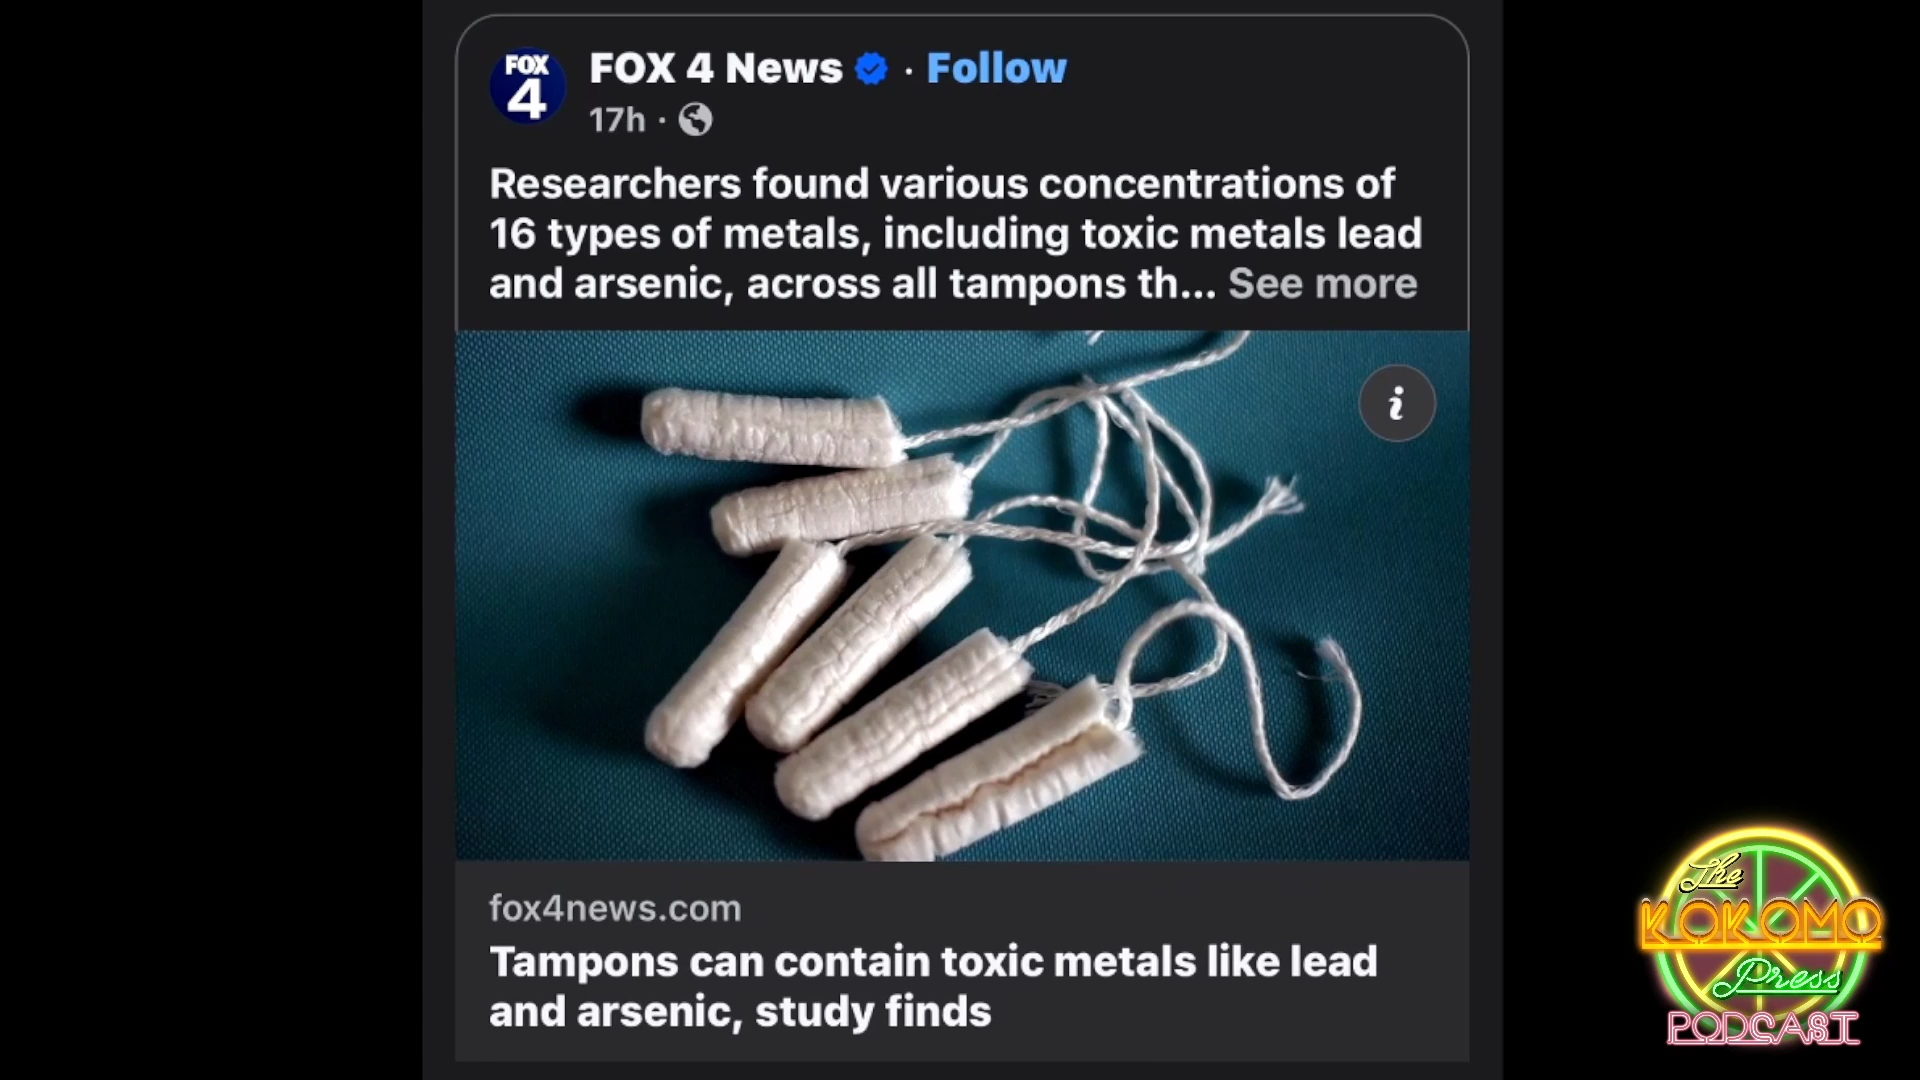 FOX 4 News · Follow
17h ·
FOX
4
Researchers found various concentrations of
16 types of metals, including toxic metals lead
and arsenic, across all tampons th... See more
i
fox4news.com
Tampons can contain toxic metals like lead
and arsenic, study finds
The
KOKOMO
Press
PODCAST